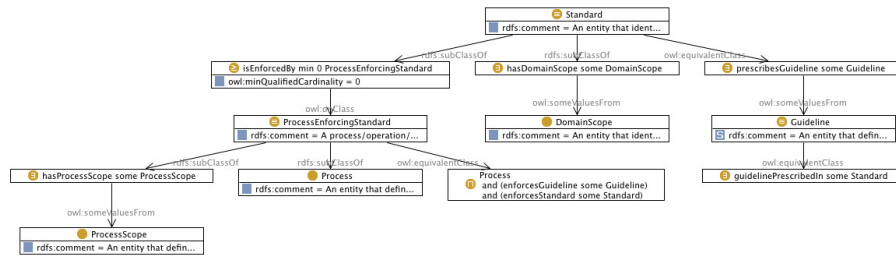 Standard
rdfs:comment = An entity that ident...
rdfs:subClassOf
rdfs:subClassOf
owl:equivalentClass
isEnforcedBy min 0 ProcessEnforcingStandard
owl:minQualifiedCardinality = 0
hasDomainScope some DomainScope
prescribesGuideline some Guideline
owl:onClass
owl:someValuesFrom
owl:someValuesFrom
ProcessEnforcingStandard
rdfs:comment = A process/operation/...
DomainScope
rdfs:comment = An entity that ident...
Guideline
rdfs:comment = An entity that defin...
rdfs:subClassOf
rdfs:subClassOf
owl:equivalentClass
owl:equivalentClass
hasProcessScope some ProcessScope
Process
rdfs:comment = An entity that defin...
Process
and (enforcesGuideline some Guideline)
and (enforcesStandard some Standard)
guidelinePrescribedIn some Standard
owl:someValuesFrom
ProcessScope
rdfs:comment = An entity that defin...